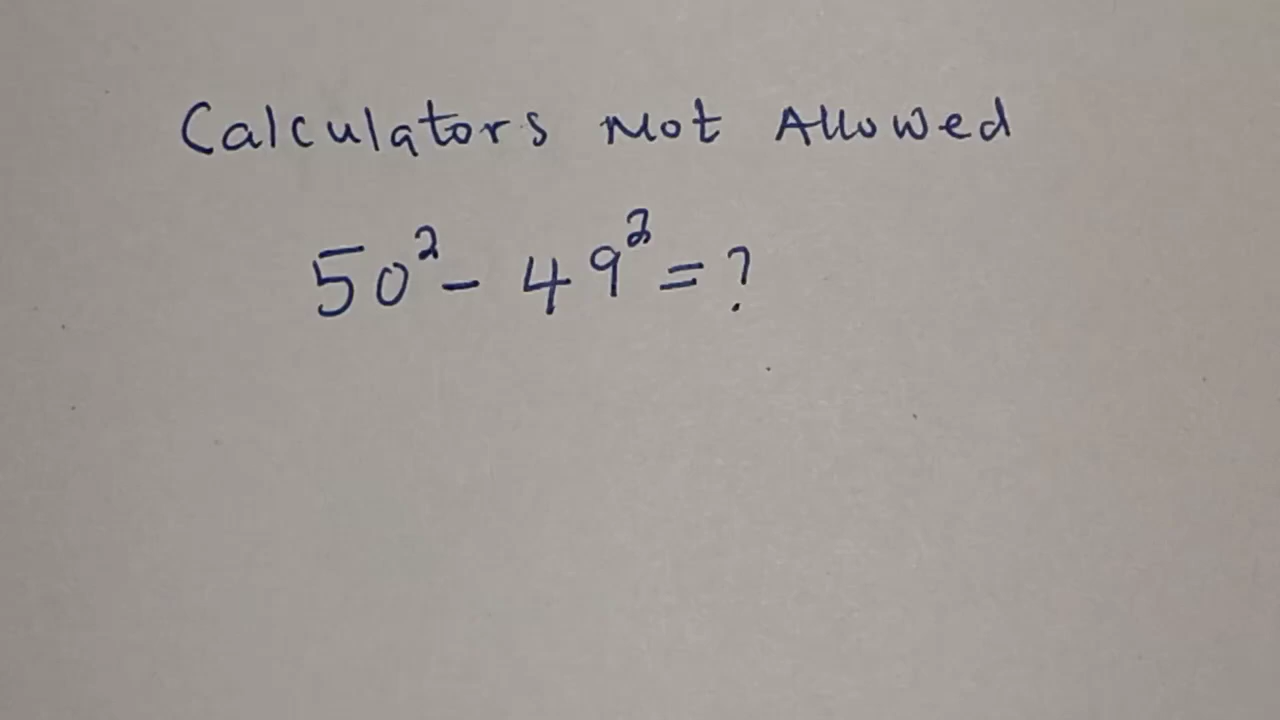 Calculators Not Allowed
50² - 49² = ?